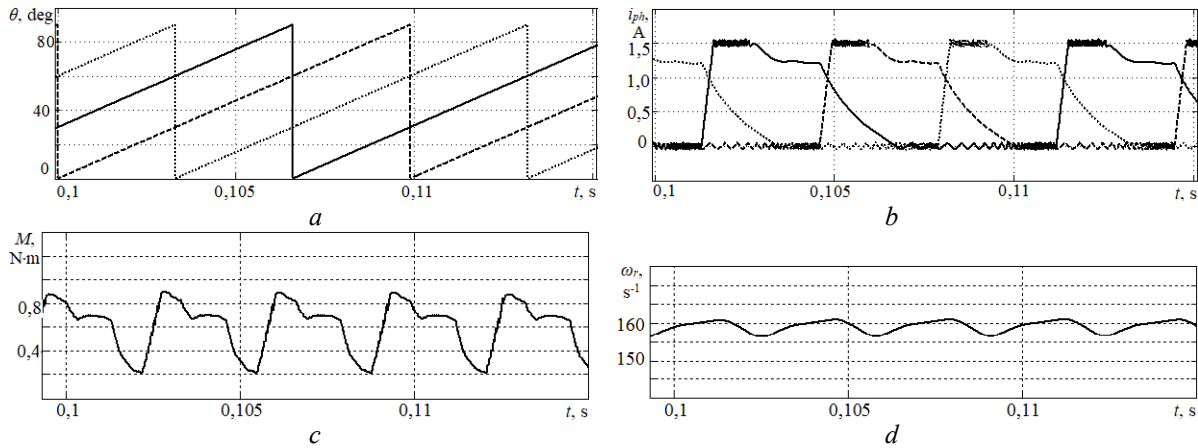 θ, deg
80
40
0
0,1
0,105
0,11
t, s
a
i_ph,
A
1,5
1,0
0,5
0
0,1
0,105
0,11
t, s
b
M,
N·m
0,8
0,4
0,1
0,105
0,11
t, s
c
ω_r,
s⁻¹
160
150
0,1
0,105
0,11
t, s
d